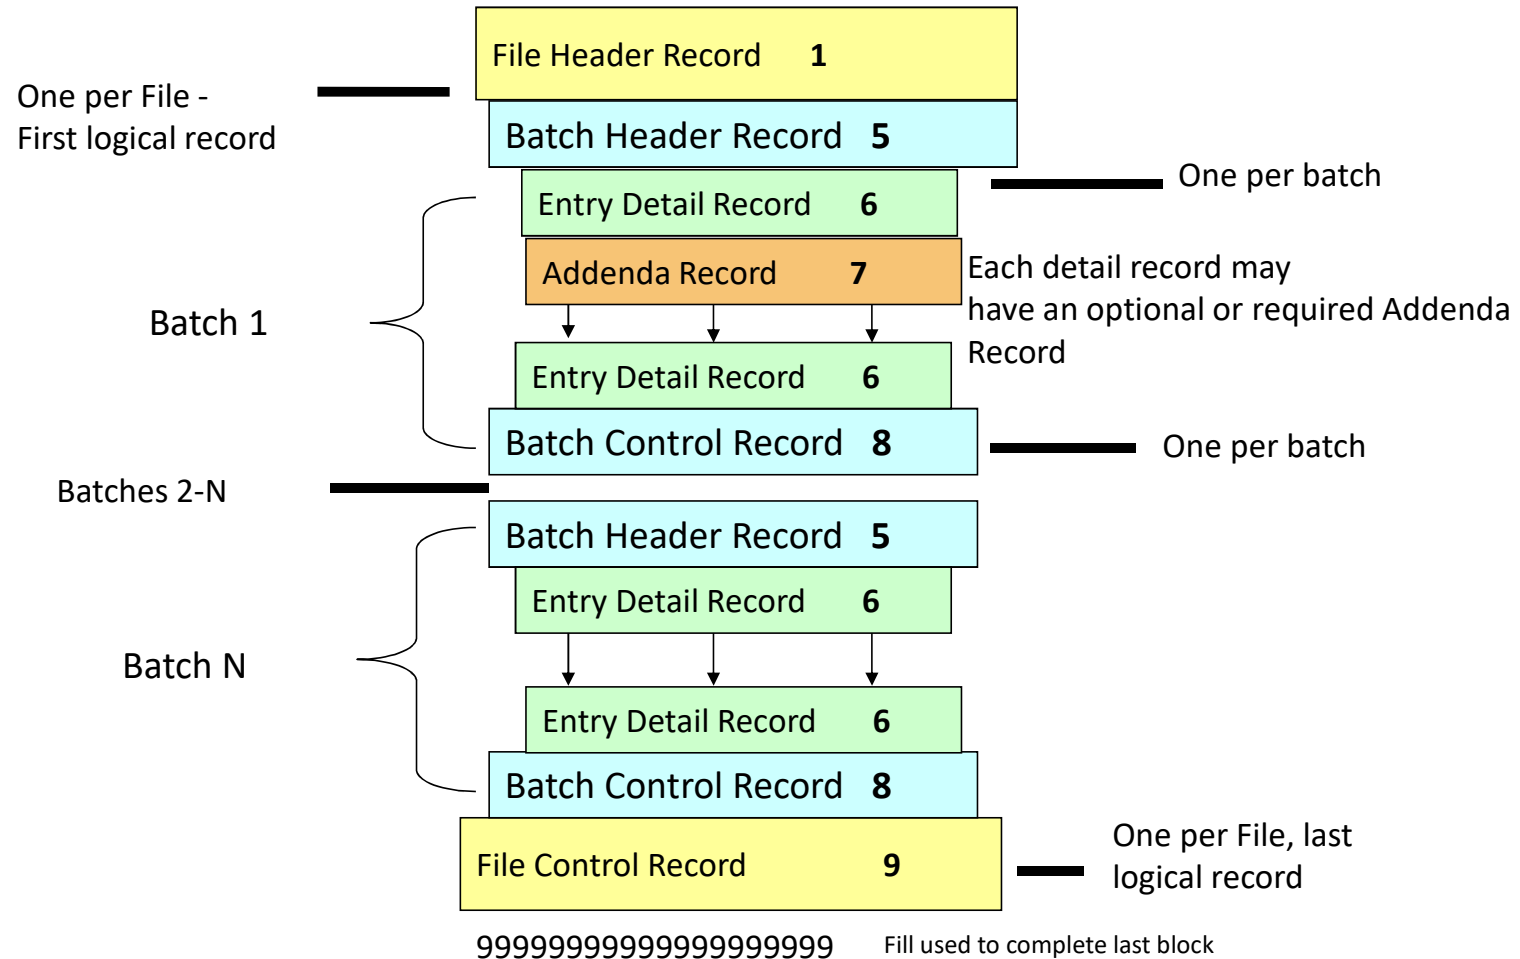 File Header Record 1
One per File -
First logical record
Batch Header Record 5
One per batch
Entry Detail Record 6
Addenda Record 7
Each detail record may
have an optional or required Addenda
Record
Batch 1
Entry Detail Record 6
Batch Control Record 8
One per batch
Batches 2-N
Batch Header Record 5
Entry Detail Record 6
Batch N
Entry Detail Record 6
Batch Control Record 8
File Control Record 9
One per File, last
logical record
99999999999999999999 Fill used to complete last block